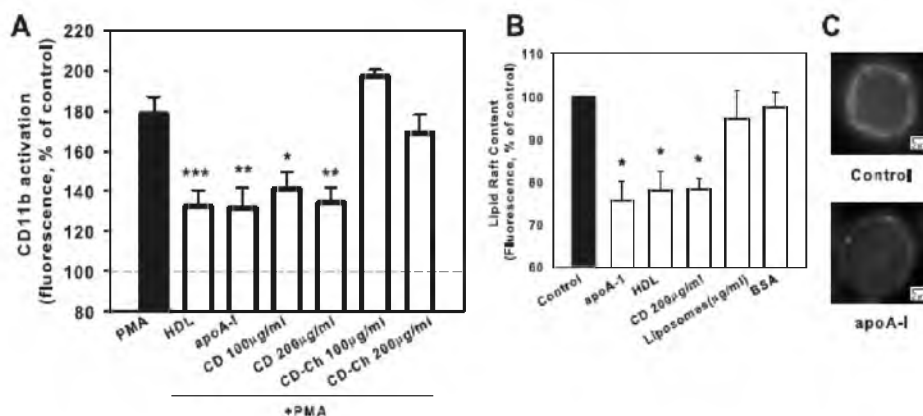 A
CD11b activation
(fluorescence, % of control)
200
180
160
140
120
100
80
***
**
*
**
PMA
HDL
apoA-I
CD 100µg/ml
CD 200µg/ml
CD-Ch 100µg/ml
CD-Ch 200µg/ml
+PMA
B
Lipid Raft Content
(Fluorescence, % of control)
110
100
90
80
70
60
*
*
*
Control
apoA-I
HDL
CD 200µg/ml
Liposomes(µg/ml)
BSA
C
Control
apoA-I